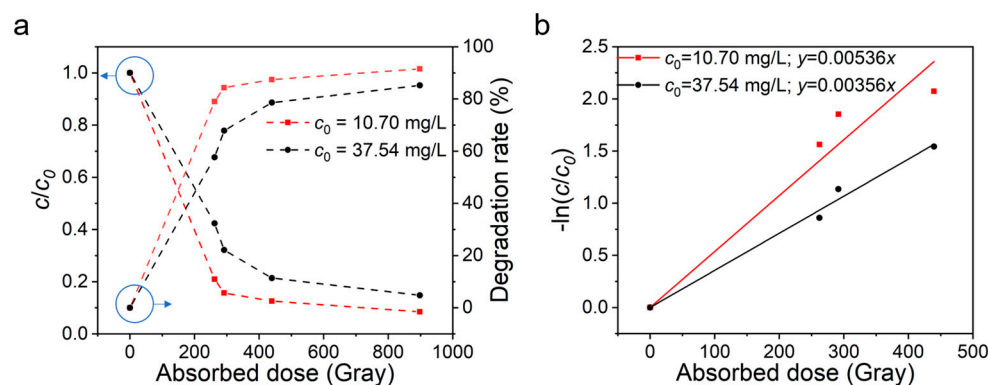 a
1.0
0.8
0.6
0.4
0.2
0.0
c/c0
100
80
60
40
20
0
Degradation rate (%)
c0 = 10.70 mg/L
c0 = 37.54 mg/L
0 200 400 600 800 1000
Absorbed dose (Gray)
b
2.5
2.0
1.5
1.0
0.5
0.0
-ln(c/c0)
c0=10.70 mg/L; y=0.00536x
c0=37.54 mg/L; y=0.00356x
0 100 200 300 400 500
Absorbed dose (Gray)